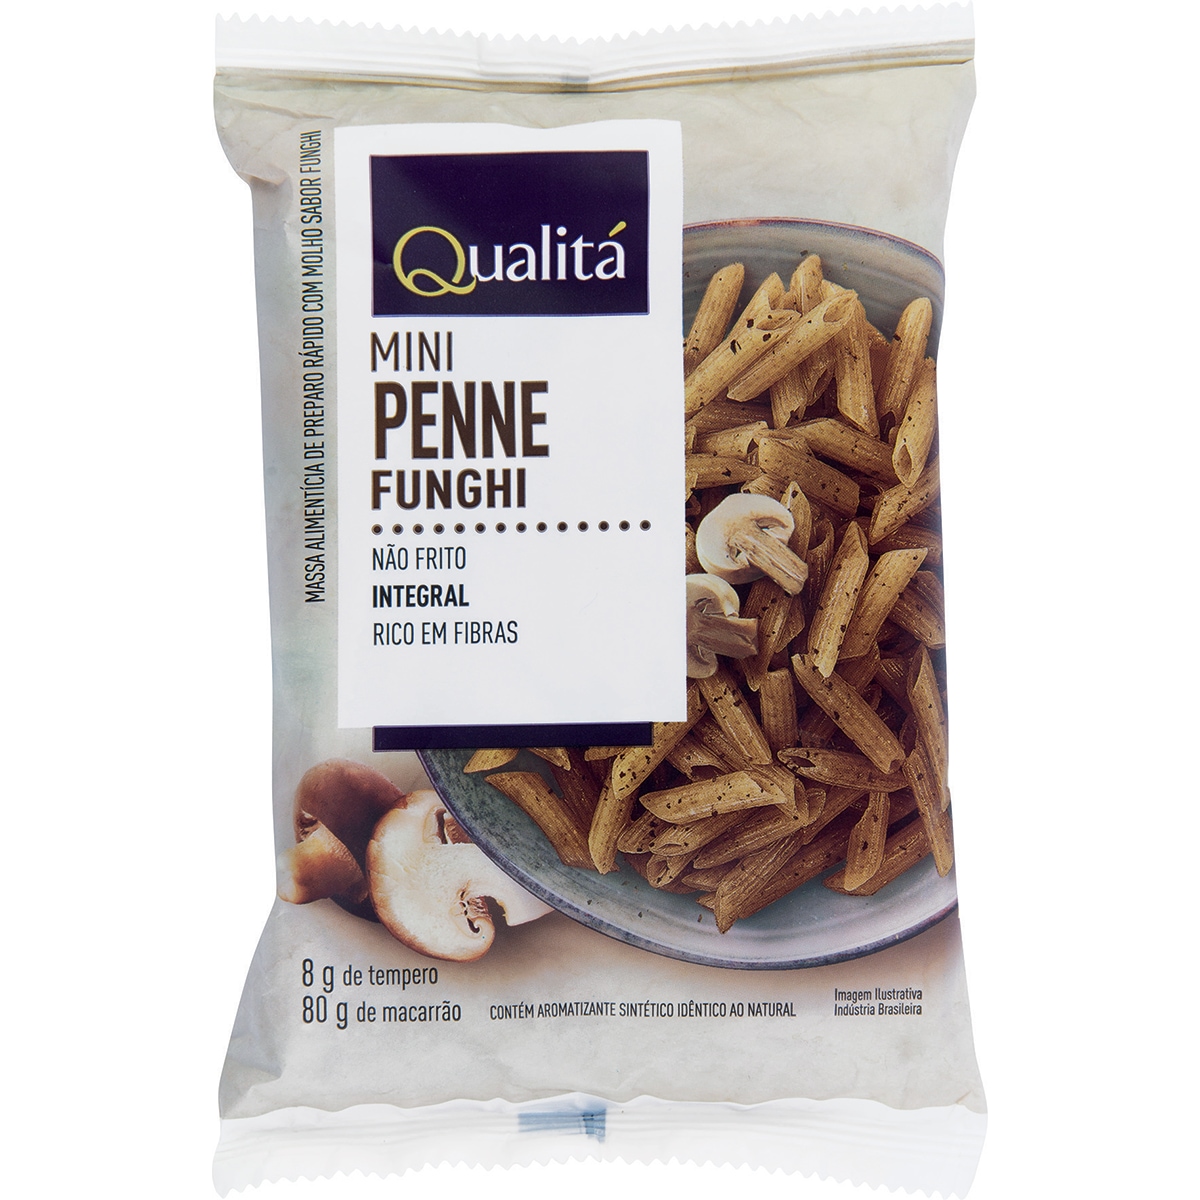 MASSA ALIMENTÍCIA DE PREPARO RÁPIDO COM MOLHO SABOR FUNGHI
Qualitá
MINI
PENNE
FUNGHI
NÃO FRITO
INTEGRAL
RICO EM FIBRAS
8 g de tempero
80 g de macarrão
CONTÉM AROMATIZANTE SINTÉTICO IDÊNTICO AO NATURAL
Imagem Ilustrativa
Indústria Brasileira